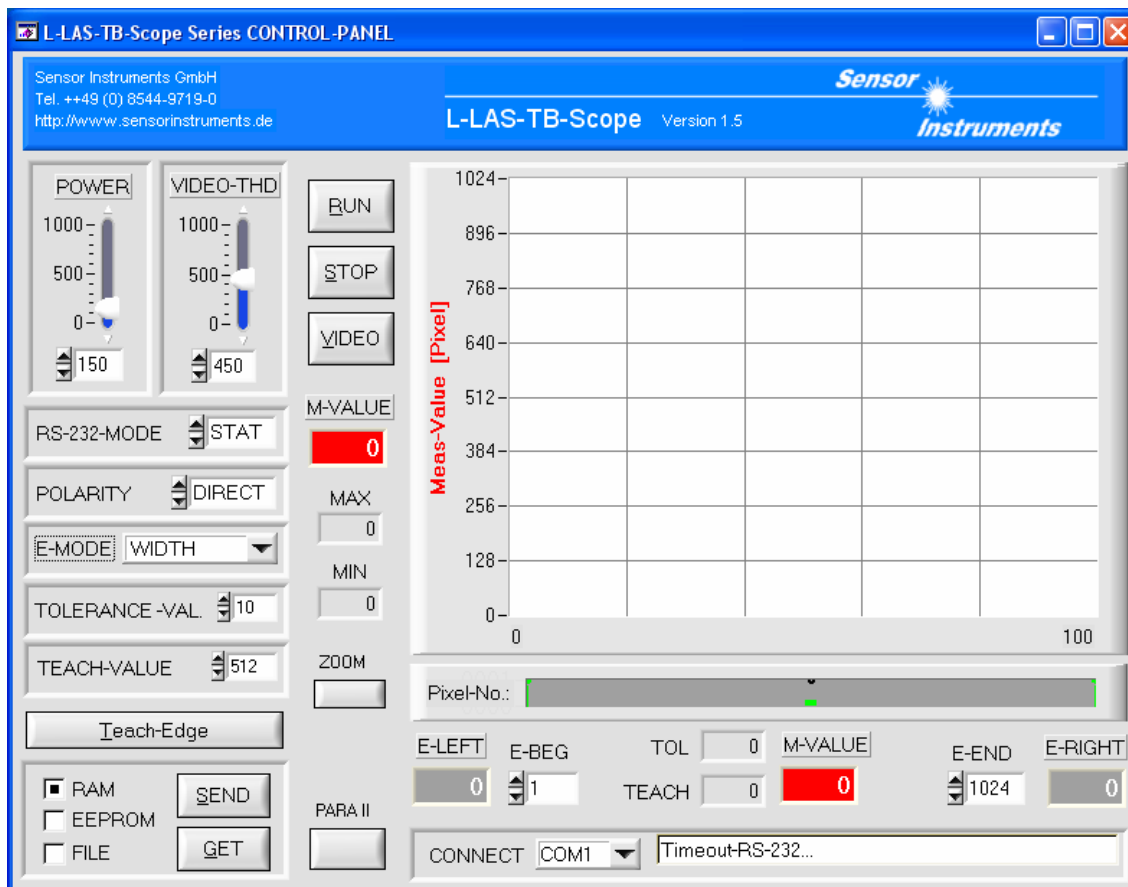 L-LAS-TB-Scope Series CONTROL-PANEL
Sensor Instruments GmbH
Tel. ++49 (0) 8544-9719-0
http://www.sensorinstruments.de
L-LAS-TB-Scope Version 1.5
Sensor
Instruments
POWER
1000
500
0
150
VIDEO-THD
1000
500
0
450
RUN
STOP
VIDEO
RS-232-MODE STAT
POLARITY DIRECT
E-MODE WIDTH
TOLERANCE -VAL. 10
TEACH-VALUE 512
Teach-Edge
RAM
EEPROM
FILE
SEND
GET
M-VALUE
0
MAX
0
MIN
0
ZOOM
PARA II
Meas-Value [Pixel]
1024
896
768
640
512
384
256
128
0
0 100
Pixel-No.:
E-LEFT
0
E-BEG
1
TOL 0
TEACH 0
M-VALUE
0
E-END
1024
E-RIGHT
0
CONNECT COM1 Timeout-RS-232...